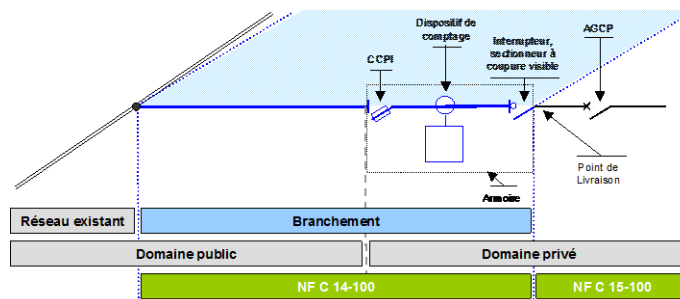 Dispositif de
comptage
Interrupteur,
sectionneur à
coupure visible
AGCP
CCPI
Point de
Livraison
Armoire
Réseau existant
Branchement
Domaine public
Domaine privé
NF C 14-100
NF C 15-100